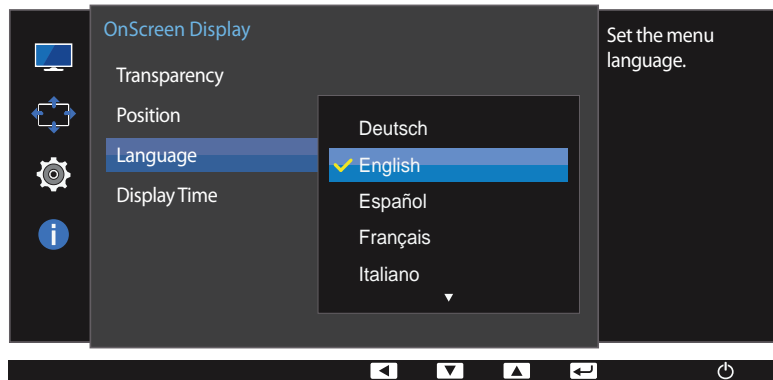 OnScreen Display
Transparency
Position
Language
Display Time
Deutsch
English
Español
Français
Italiano
Set the menu
language.